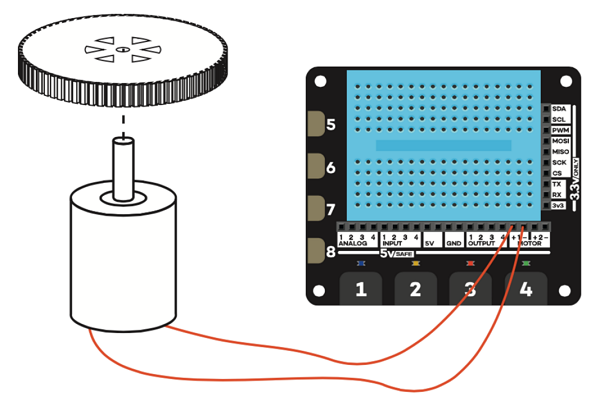 SDA
SCL
PWM
MOSI
MISO
SCK
CS
TX
RX
3v3
3.3V ONLY
5
6
7
8
1 2 3 4 1 2 3 4 1 2 3 4 +1- +2-
ANALOG INPUT 5V GND OUTPUT MOTOR
5V SAFE
1 2 3 4